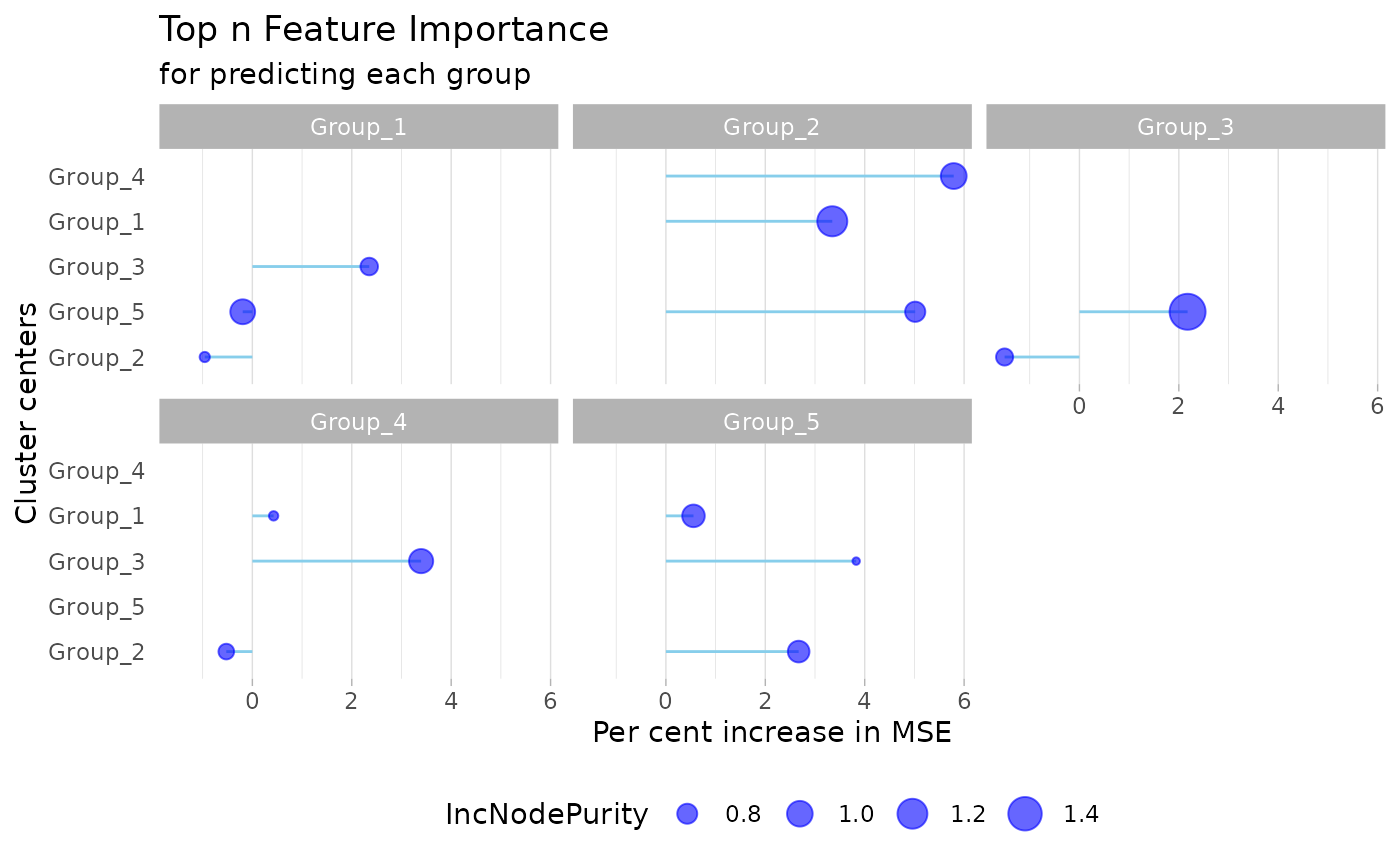 Top n Feature Importance
for predicting each group
Group_1 Group_2 Group_3
Group_4
Group_1
Group_3
Group_5
Group_2
0 2 4 6
Group_4 Group_5
Group_4
Group_1
Group_3
Group_5
Group_2
0 2 4 6 0 2 4 6
Cluster centers
Per cent increase in MSE
IncNodePurity 0.8 1.0 1.2 1.4